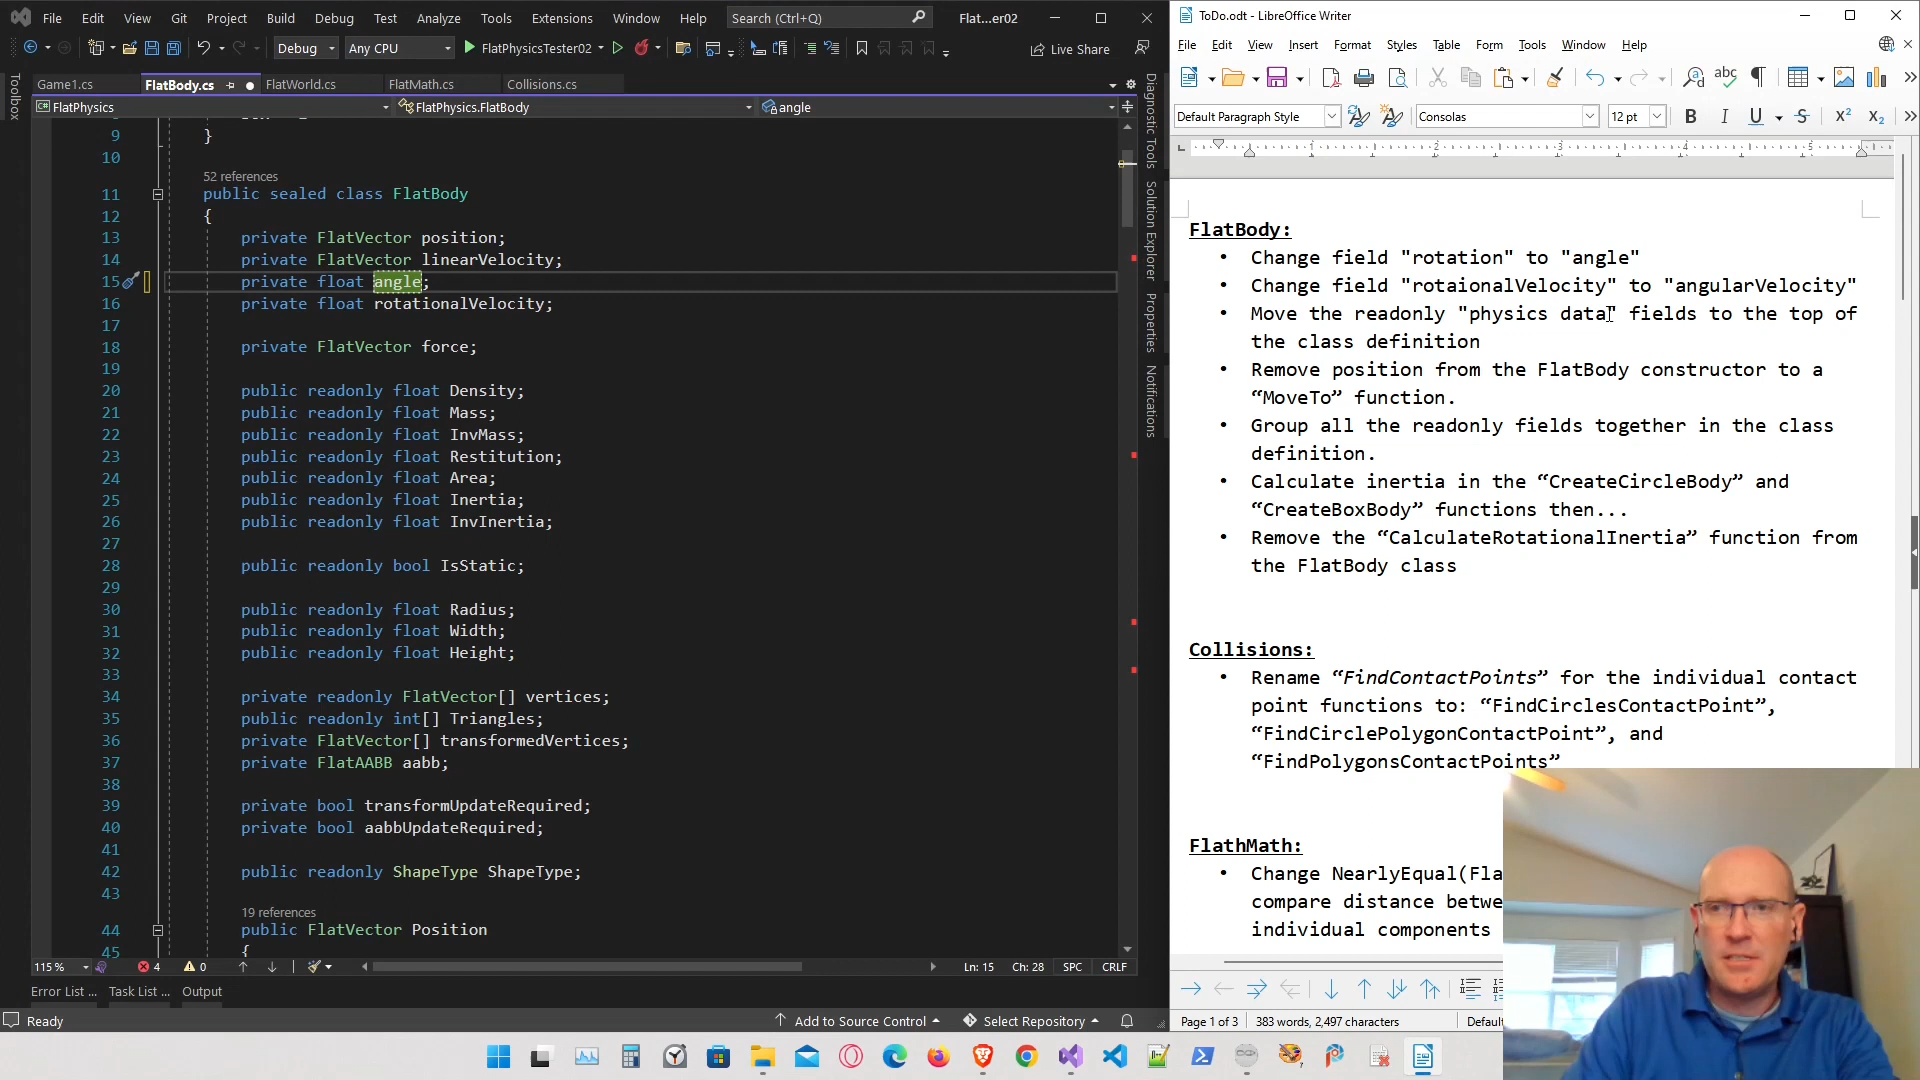 File Edit View Git Project Build Debug Test Analyze Tools Extensions Window Help Search (Ctrl+Q) Flat...er02
Debug Any CPU FlatPhysicsTester02 Live Share
Game1.cs FlatBody.cs FlatWorld.cs FlatMath.cs Collisions.cs
FlatPhysics FlatPhysics.FlatBody angle
Toolbox
9 }
10
52 references
11 public sealed class FlatBody
12 {
13 private FlatVector position;
14 private FlatVector linearVelocity;
15 private float angle;
16 private float rotationalVelocity;
17
18 private FlatVector force;
19
20 public readonly float Density;
21 public readonly float Mass;
22 public readonly float InvMass;
23 public readonly float Restitution;
24 public readonly float Area;
25 public readonly float Inertia;
26 public readonly float InvInertia;
27
28 public readonly bool IsStatic;
29
30 public readonly float Radius;
31 public readonly float Width;
32 public readonly float Height;
33
34 private readonly FlatVector[] vertices;
35 public readonly int[] Triangles;
36 private FlatVector[] transformedVertices;
37 private FlatAABB aabb;
38
39 private bool transformUpdateRequired;
40 private bool aabbUpdateRequired;
41
42 public readonly ShapeType ShapeType;
43
19 references
44 public FlatVector Position
45 {
115 % 4 0 Ln: 15 Ch: 28 SPC CRLF
Error List ... Task List ... Output
Ready Add to Source Control Select Repository
Diagnostic Tools
Solution Explorer
Properties
Notifications
ToDo.odt - LibreOffice Writer
File Edit View Insert Format Styles Table Form Tools Window Help
Default Paragraph Style Consolas 12 pt B I U S X² X₂
1 2 3 4 5
FlatBody:
• Change field "rotation" to "angle"
• Change field "rotaionalVelocity" to "angularVelocity"
• Move the readonly "physics data" fields to the top of
the class definition
• Remove position from the FlatBody constructor to a
“MoveTo” function.
• Group all the readonly fields together in the class
definition.
• Calculate inertia in the “CreateCircleBody” and
“CreateBoxBody” functions then...
• Remove the “CalculateRotationalInertia” function from
the FlatBody class
Collisions:
• Rename “FindContactPoints” for the individual contact
point functions to: “FindCirclesContactPoint”,
“FindCirclePolygonContactPoint”, and
“FindPolygonsContactPoints”
FlathMath:
• Change NearlyEqual(Fla
compare distance betwe
individual components
Page 1 of 3 383 words, 2,497 characters Default